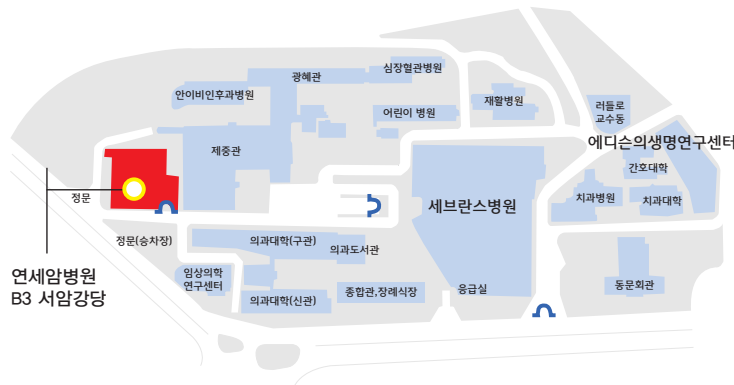 심장혈관병원
광혜관
안이비인후과병원
어린이 병원
재활병원
러들로
교수동
에디슨의생명연구센터
제중관
간호대학
정문
치과병원
치과대학
세브란스병원
정문(승차장)
의과대학(구관)
의과도서관
연세암병원
B3 서암강당
임상의학
연구센터
의과대학(신관)
종합관,장례식장
응급실
동문회관